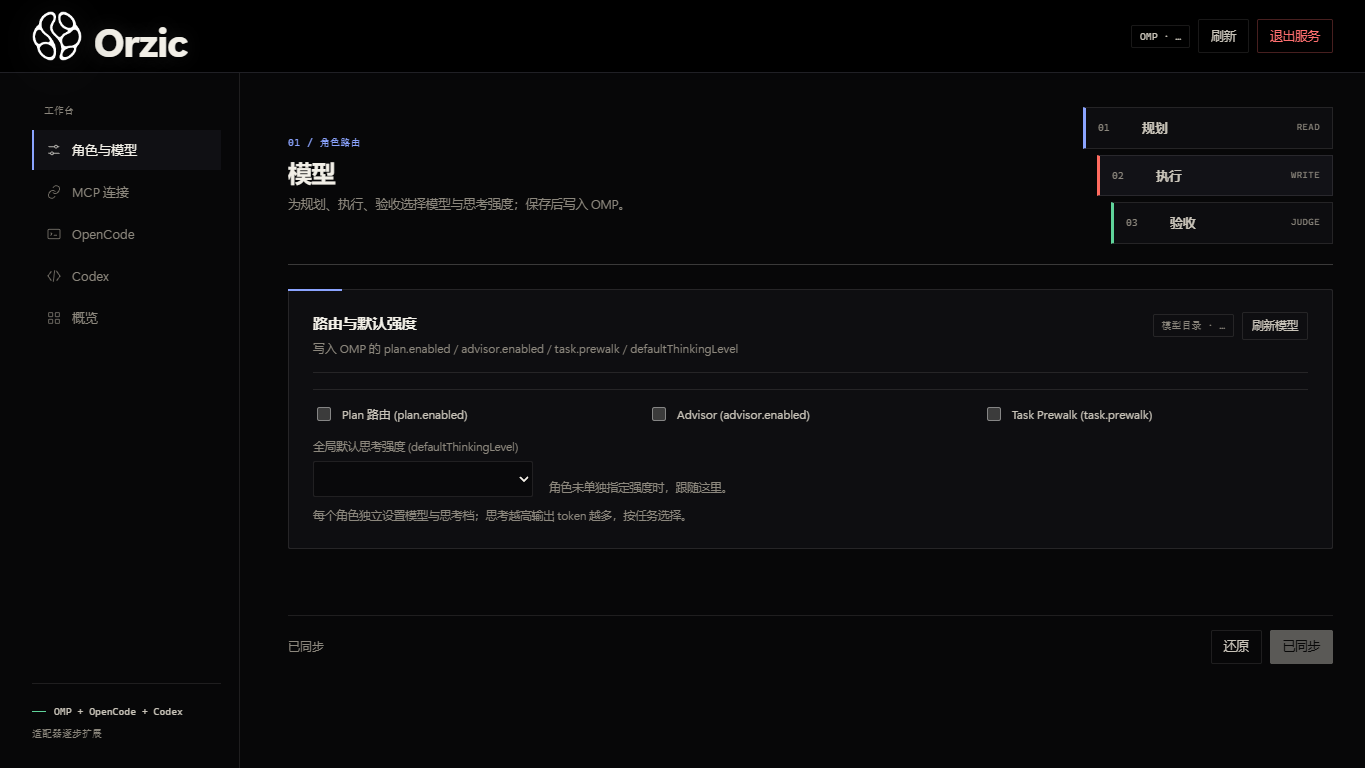 Orzic
OMP · …
刷新
退出服务
工作台
角色与模型
MCP 连接
OpenCode
Codex
概览
OMP + OpenCode + Codex
适配器逐步扩展
01 / 角色路由
模型
为规划、执行、验收选择模型与思考强度；保存后写入 OMP。
01 规划 READ
02 执行 WRITE
03 验收 JUDGE
路由与默认强度
写入 OMP 的 plan.enabled / advisor.enabled / task.prewalk / defaultThinkingLevel
模型目录 · …
刷新模型
Plan 路由 (plan.enabled)
Advisor (advisor.enabled)
Task Prewalk (task.prewalk)
全局默认思考强度 (defaultThinkingLevel)
角色未单独指定强度时，跟随这里。
每个角色独立设置模型与思考档；思考越高输出 token 越多，按任务选择。
已同步
还原
已同步